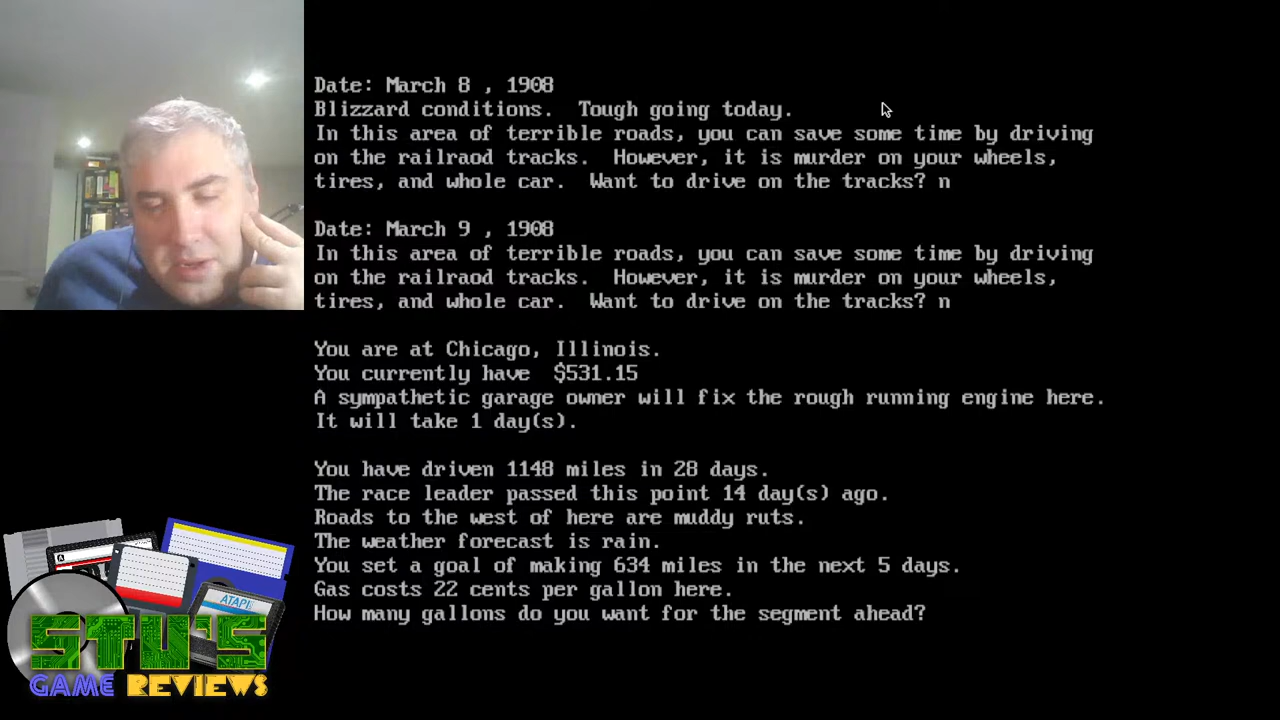 Date: March 8 , 1908
Blizzard conditions.  Tough going today.
In this area of terrible roads, you can save some time by driving
on the railraod tracks.  However, it is murder on your wheels,
tires, and whole car.  Want to drive on the tracks? n
Date: March 9 , 1908
In this area of terrible roads, you can save some time by driving
on the railraod tracks.  However, it is murder on your wheels,
tires, and whole car.  Want to drive on the tracks? n
You are at Chicago, Illinois.
You currently have  $531.15
A sympathetic garage owner will fix the rough running engine here.
It will take 1 day(s).
You have driven 1148 miles in 28 days.
The race leader passed this point 14 day(s) ago.
Roads to the west of here are muddy ruts.
The weather forecast is rain.
You set a goal of making 634 miles in the next 5 days.
Gas costs 22 cents per gallon here.
How many gallons do you want for the segment ahead?
A
ATARI
STU'S
GAME REVIEWS